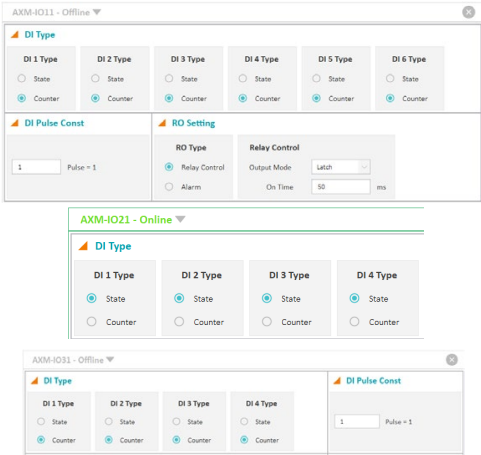 AXM-IO11 - Offline
DI Type
DI 1 Type DI 2 Type DI 3 Type DI 4 Type DI 5 Type DI 6 Type
State State State State State State
Counter Counter Counter Counter Counter Counter
DI Pulse Const RO Setting
RO Type Relay Control
1 Pulse = 1 Relay Control Output Mode Latch
Alarm On Time 50 ms
AXM-IO21 - Online
DI Type
DI 1 Type DI 2 Type DI 3 Type DI 4 Type
State State State State
Counter Counter Counter Counter
AXM-IO31 - Offline
DI Type DI Pulse Const
DI 1 Type DI 2 Type DI 3 Type DI 4 Type
State State State State 1 Pulse = 1
Counter Counter Counter Counter